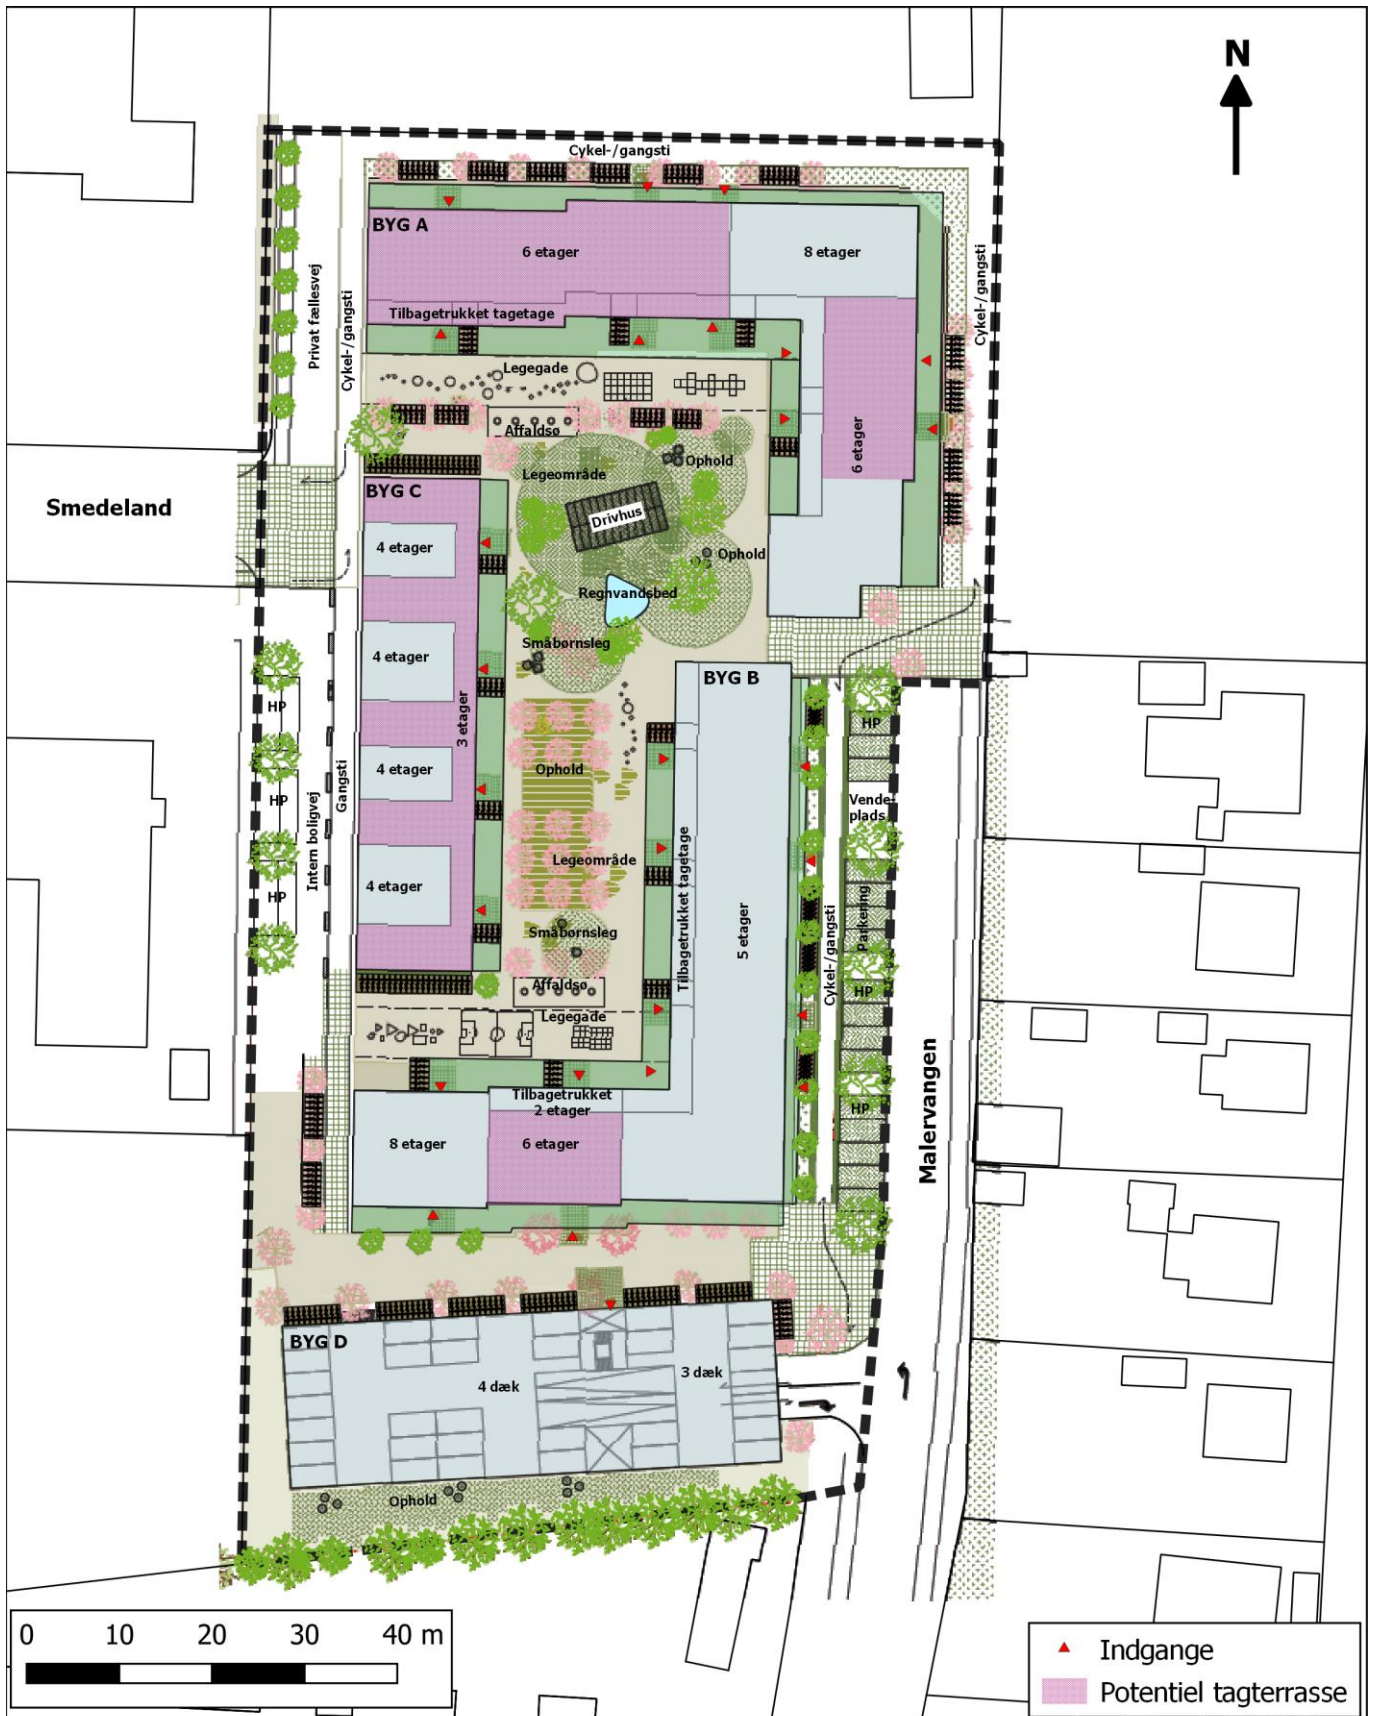 N
Cykel-/gangsti
BYG A
6 etager
8 etager
Privat fællesvej
Cykel-/gangsti
Cykel-/gangsti
Tilbagetrukket tagetage
Legegade
6 etager
Affaldsø
Ophold
Legeområde
BYG C
Smedeland
Drivhus
4 etager
Ophold
Regnvandsbed
Småbørnsleg
4 etager
3 etager
BYG B
HP
HP
Ophold
4 etager
Gangsti
HP
Vende-
plads
Intern boligvej
Legeområde
Tilbagetrukket tagetage
4 etager
HP
Parkering
5 etager
Småbørnsleg
Cykel-/gangsti
Affaldsø
HP
Legegade
Malervangen
Tilbagetrukket
2 etager
HP
8 etager
6 etager
BYG D
3 dæk
4 dæk
Ophold
0 10 20 30 40 m
Indgange
Potentiel tagterrasse